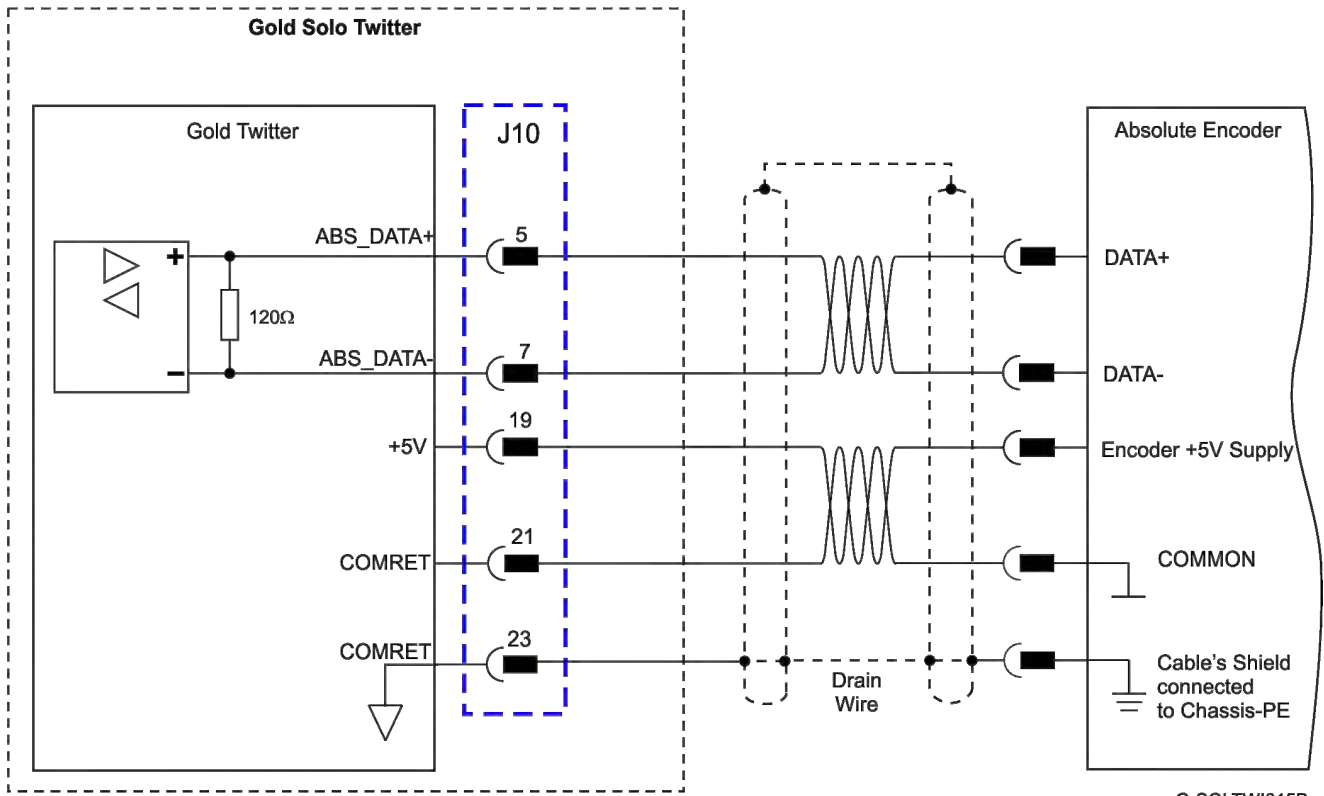 Gold Solo Twitter
Gold Twitter
J10
Absolute Encoder
ABS_DATA+
5
DATA+
120Ω
ABS_DATA-
7
DATA-
+5V
19
Encoder +5V Supply
COMRET
21
COMMON
COMRET
23
Drain
Wire
Cable's Shield
connected
to Chassis-PE
+
−